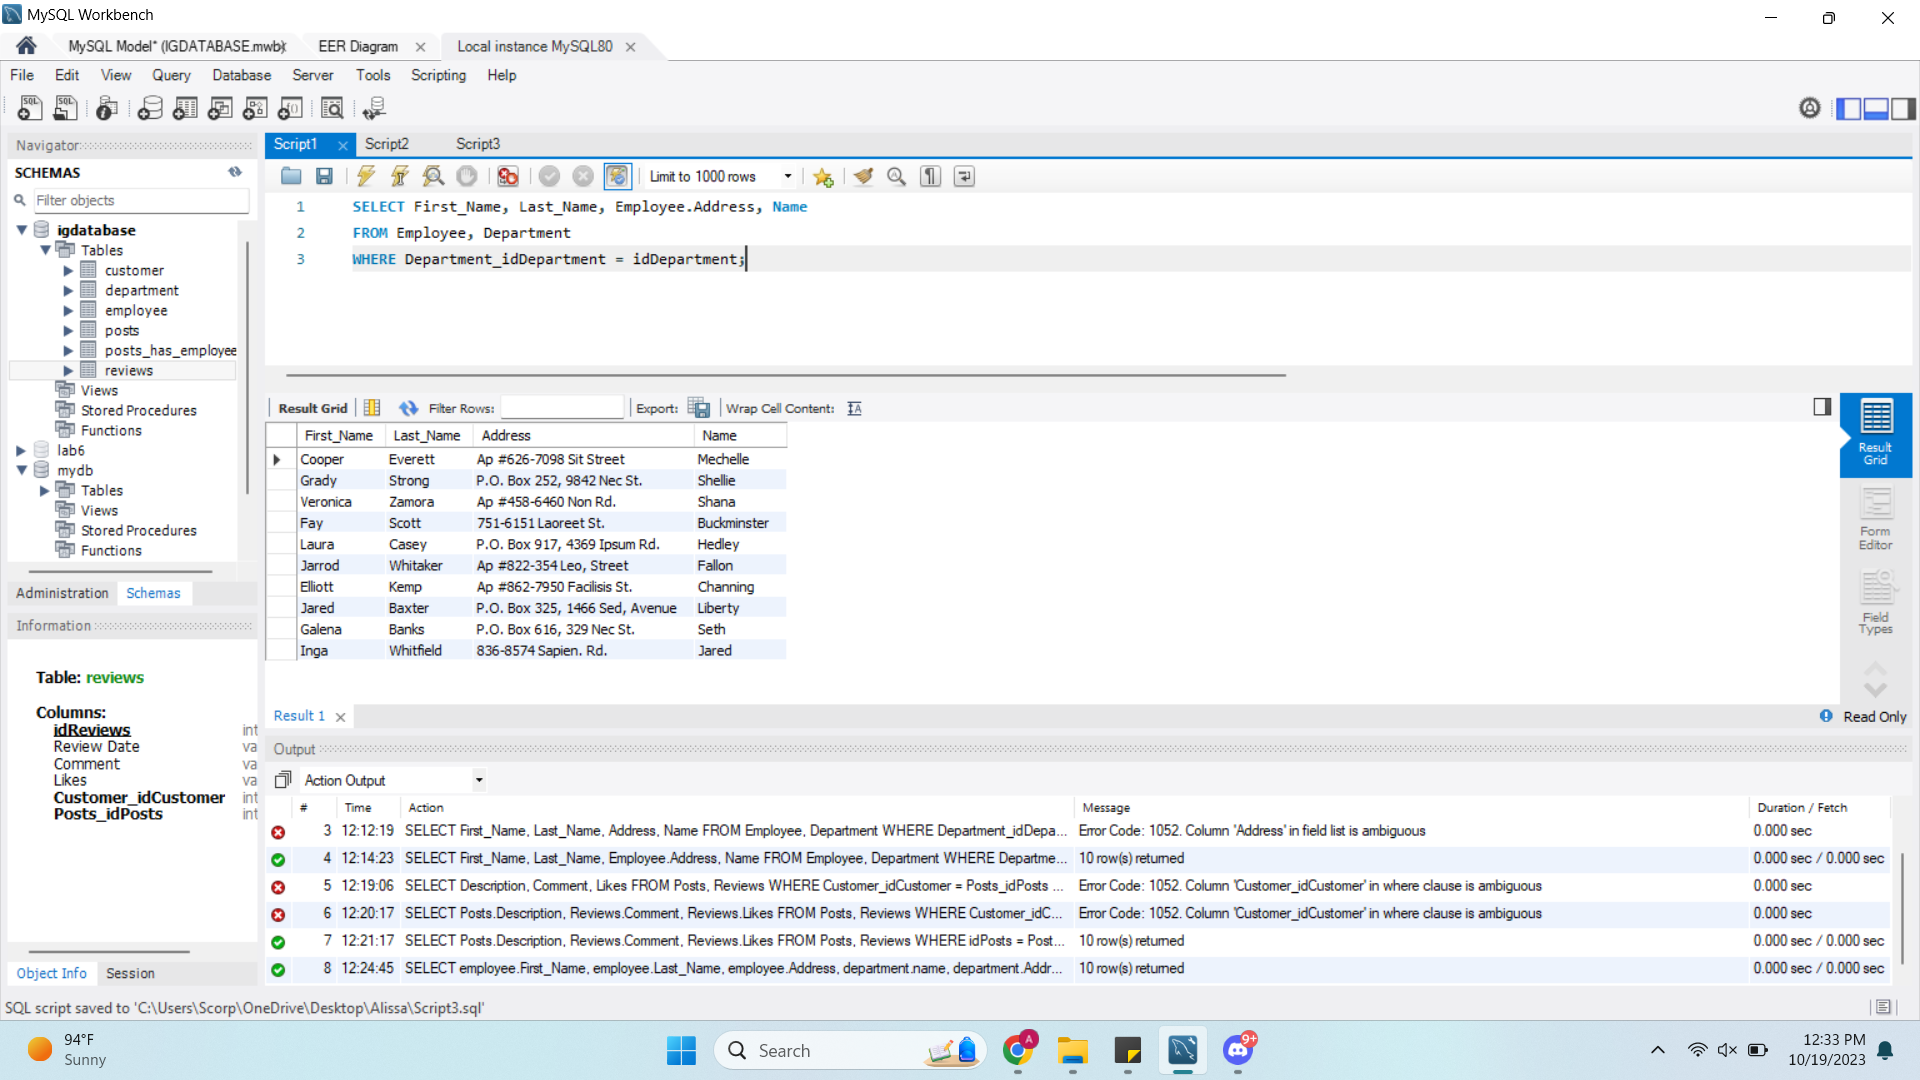 MySQL Workbench
MySQL Model* (IGDATABASE.mwb) EER Diagram Local instance MySQL80
File Edit View Query Database Server Tools Scripting Help
Navigator
Script1 Script2 Script3
SCHEMAS
Limit to 1000 rows
Filter objects
1 SELECT First_Name, Last_Name, Employee.Address, Name
2 FROM Employee, Department
3 WHERE Department_idDepartment = idDepartment;
igdatabase
Tables
customer
department
employee
posts
posts_has_employee
reviews
Views
Stored Procedures
Functions
lab6
mydb
Tables
Views
Stored Procedures
Functions
Administration Schemas
Result Grid Filter Rows: Export: Wrap Cell Content:
First_Name Last_Name Address Name
Cooper Everett Ap #626-7098 Sit Street Mechelle
Grady Strong P.O. Box 252, 9842 Nec St. Shellie
Veronica Zamora Ap #458-6460 Non Rd. Shana
Fay Scott 751-6151 Laoreet St. Buckminster
Laura Casey P.O. Box 917, 4369 Ipsum Rd. Hedley
Jarrod Whitaker Ap #822-354 Leo, Street Fallon
Elliott Kemp Ap #862-7950 Facilisis St. Channing
Jared Baxter P.O. Box 325, 1466 Sed, Avenue Liberty
Galena Banks P.O. Box 616, 329 Nec St. Seth
Inga Whitfield 836-8574 Sapien. Rd. Jared
Result
Grid
Form
Editor
Field
Types
Information
Table: reviews
Columns:
idReviews int
Review Date va
Comment va
Likes va
Customer_idCustomer int
Posts_idPosts int
Object Info Session
Result 1 Read Only
Output
Action Output
# Time Action Message Duration / Fetch
3 12:12:19 SELECT First_Name, Last_Name, Address, Name FROM Employee, Department WHERE Department_idDepa... Error Code: 1052. Column 'Address' in field list is ambiguous 0.000 sec
4 12:14:23 SELECT First_Name, Last_Name, Employee.Address, Name FROM Employee, Department WHERE Departme... 10 row(s) returned 0.000 sec / 0.000 sec
5 12:19:06 SELECT Description, Comment, Likes FROM Posts, Reviews WHERE Customer_idCustomer = Posts_idPosts ... Error Code: 1052. Column 'Customer_idCustomer' in where clause is ambiguous 0.000 sec
6 12:20:17 SELECT Posts.Description, Reviews.Comment, Reviews.Likes FROM Posts, Reviews WHERE Customer_idC... Error Code: 1052. Column 'Customer_idCustomer' in where clause is ambiguous 0.000 sec
7 12:21:17 SELECT Posts.Description, Reviews.Comment, Reviews.Likes FROM Posts, Reviews WHERE idPosts = Post... 10 row(s) returned 0.000 sec / 0.000 sec
8 12:24:45 SELECT employee.First_Name, employee.Last_Name, employee.Address, department.name, department.Addr... 10 row(s) returned 0.000 sec / 0.000 sec
SQL script saved to 'C:\Users\Scorp\OneDrive\Desktop\Alissa\Script3.sql'
94°F
Sunny
Search
A
9+
12:33 PM
10/19/2023